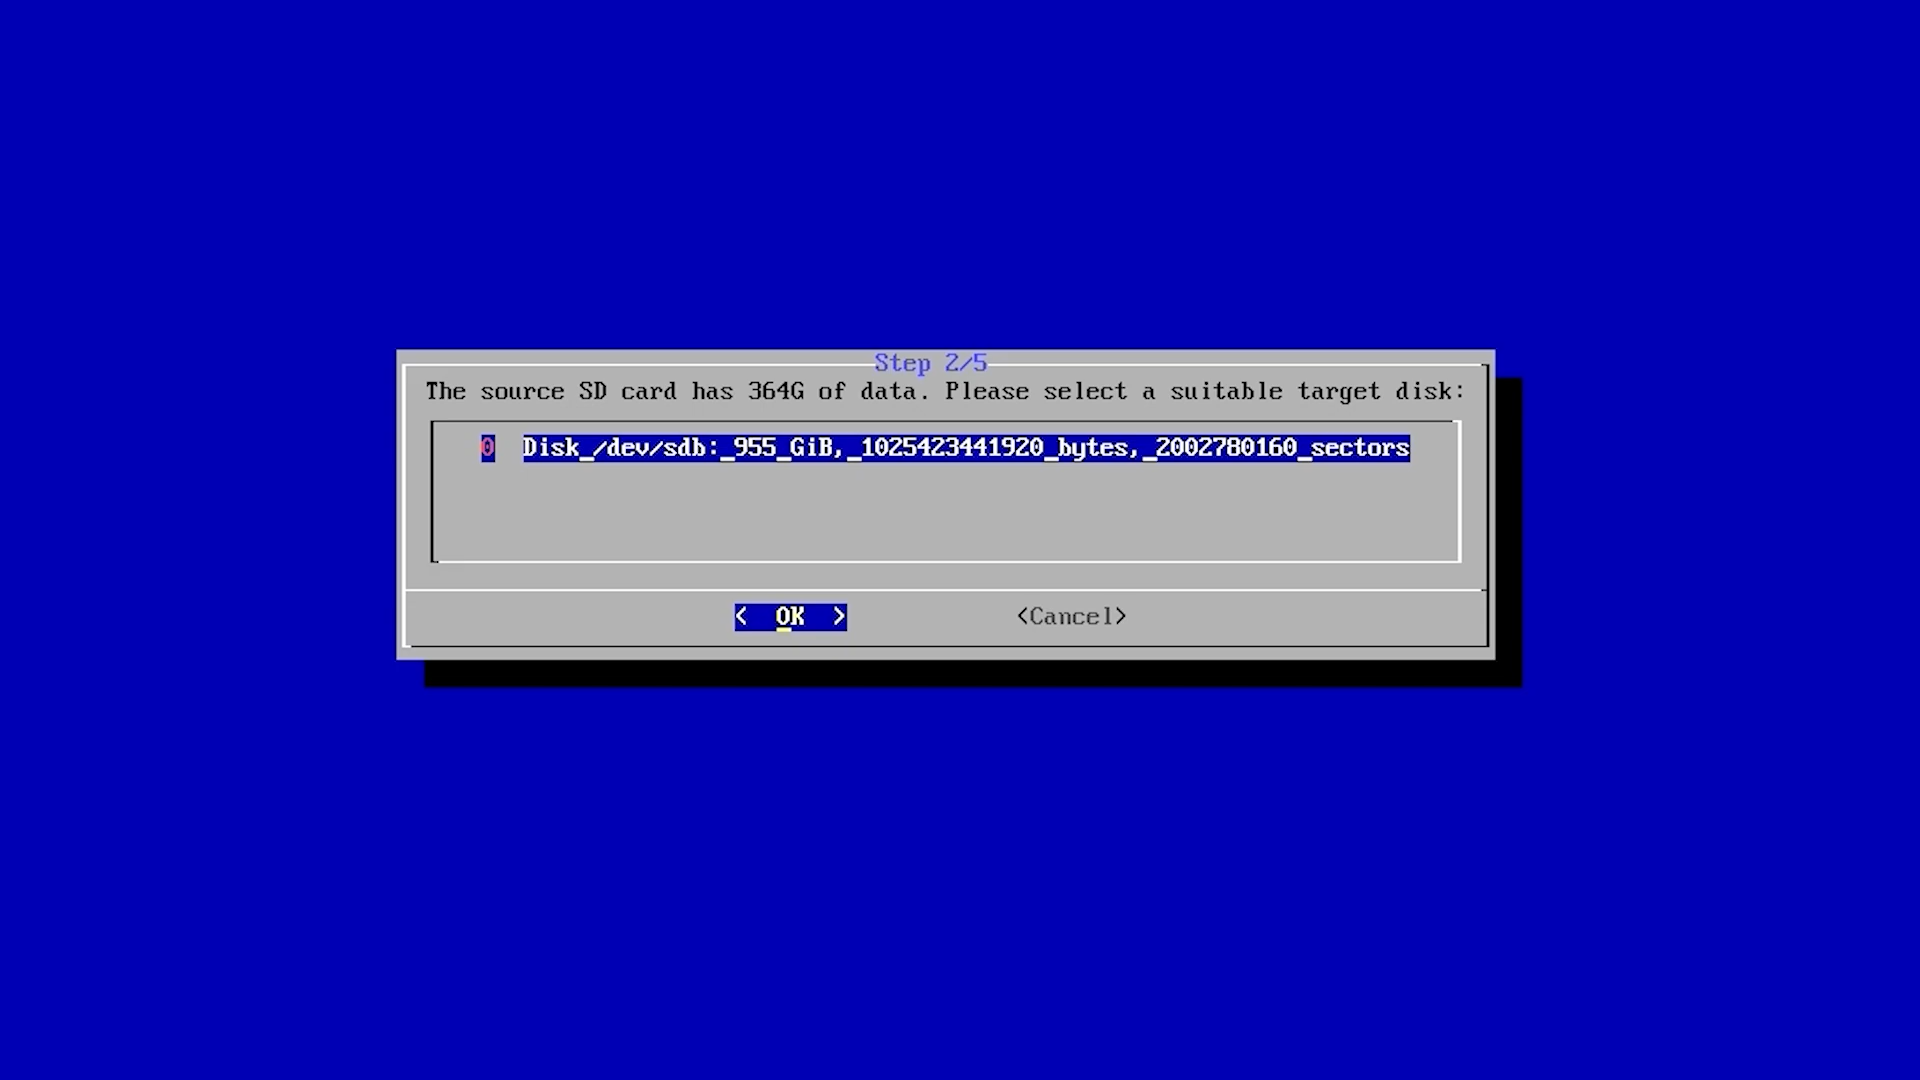 Step 2/5
The source SD card has 364G of data. Please select a suitable target disk:
0 Disk_/dev/sdb:_955_GiB,_1025423441920_bytes,_2002780160_sectors
< OK > <Cancel>